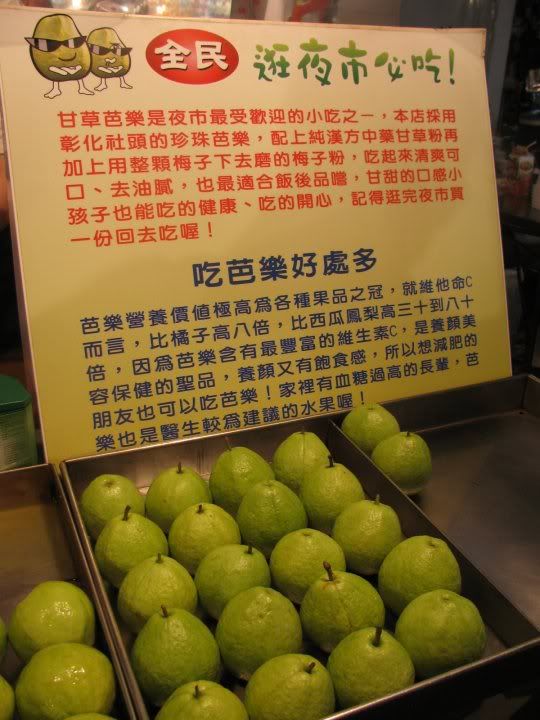 全民 逛夜市必吃!
甘草芭樂是夜市最受歡迎的小吃之一，本店採用
彰化社頭的珍珠芭樂，配上純漢方中藥甘草粉再
加上用整顆梅子下去磨的梅子粉，吃起來清爽可
口、去油膩，也最適合飯後品嚐，甘甜的口感小
孩子也能吃的健康、吃的開心，記得逛完夜市買
一份回去吃喔！
吃芭樂好處多
芭樂營養價值極高為各種果品之冠，就維他命C
而言，比橘子高八倍，比西瓜鳳梨高三十到八十
倍，因為芭樂含有最豐富的維生素C，是養顏美
容保健的聖品，養顏又有飽食感，所以想減肥的
朋友也可以吃芭樂！家裡有血糖過高的長輩，芭
樂也是醫生較為建議的水果喔！